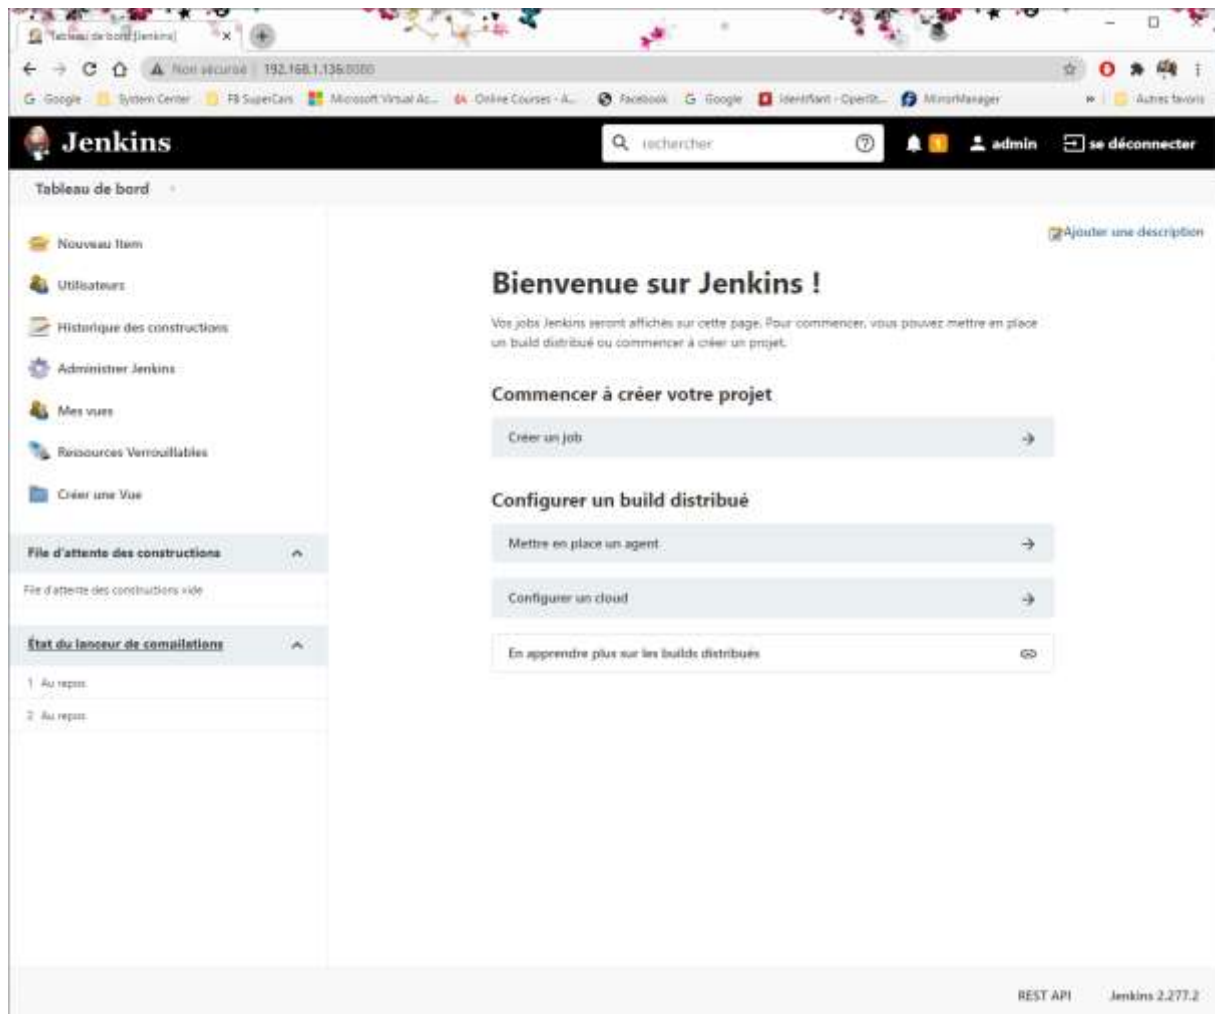 Tableau de bord [Jenkins]
Non sécurisé | 192.168.1.136:8080
Google
System Center
FB SuperCars
Microsoft Virtual Ac...
Online Courses - A...
Facebook
Google
Identifiant - OpenSt...
MirrorManager
Autres favoris
Jenkins
rechercher
1
admin
se déconnecter
Tableau de bord
Ajouter une description
Nouveau Item
Utilisateurs
Historique des constructions
Administrer Jenkins
Mes vues
Ressources Verrouillables
Créer une Vue
File d'attente des constructions
File d'attente des constructions vide
État du lanceur de compilations
1 Au repos
2 Au repos
Bienvenue sur Jenkins !
Vos jobs Jenkins seront affichés sur cette page. Pour commencer, vous pouvez mettre en place
un build distribué ou commencer à créer un projet.
Commencer à créer votre projet
Créer un job
Configurer un build distribué
Mettre en place un agent
Configurer un cloud
En apprendre plus sur les builds distribués
REST API
Jenkins 2.277.2